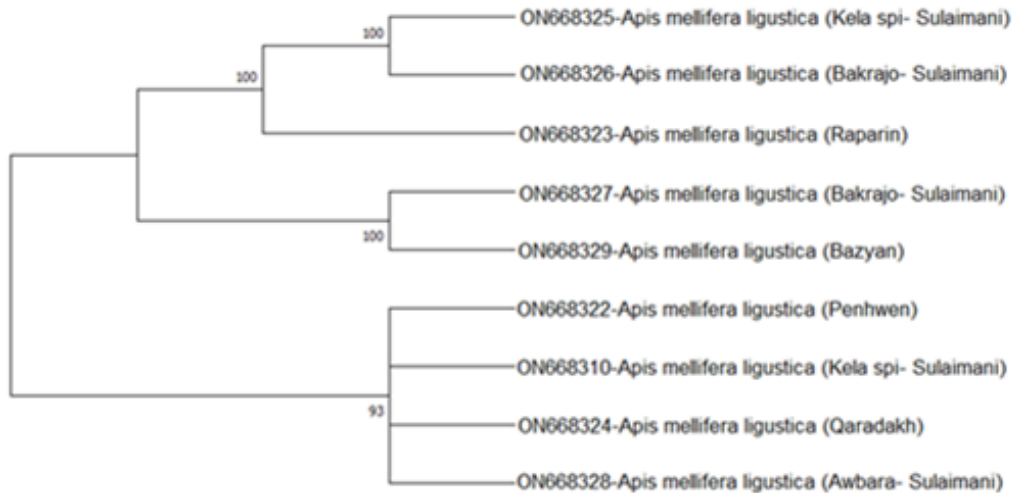 ON668325-Apis mellifera ligustica (Kela spi- Sulaimani)
100
ON668326-Apis mellifera ligustica (Bakrajo- Sulaimani)
100
ON668323-Apis mellifera ligustica (Raparin)
ON668327-Apis mellifera ligustica (Bakrajo- Sulaimani)
100
ON668329-Apis mellifera ligustica (Bazyan)
ON668322-Apis mellifera ligustica (Penhwen)
ON668310-Apis mellifera ligustica (Kela spi- Sulaimani)
93
ON668324-Apis mellifera ligustica (Qaradakh)
ON668328-Apis mellifera ligustica (Awbara- Sulaimani)